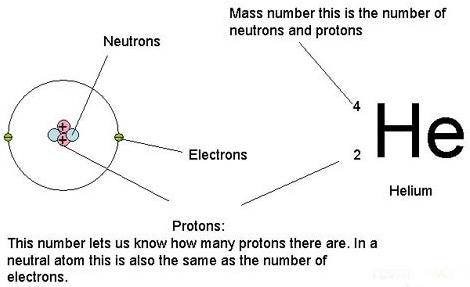 Mass number this is the number of
neutrons and protons
Neutrons
4
He
2
Electrons
Helium
Protons:
This number lets us know how many protons there are. In a
neutral atom this is also the same as the number of
electrons.